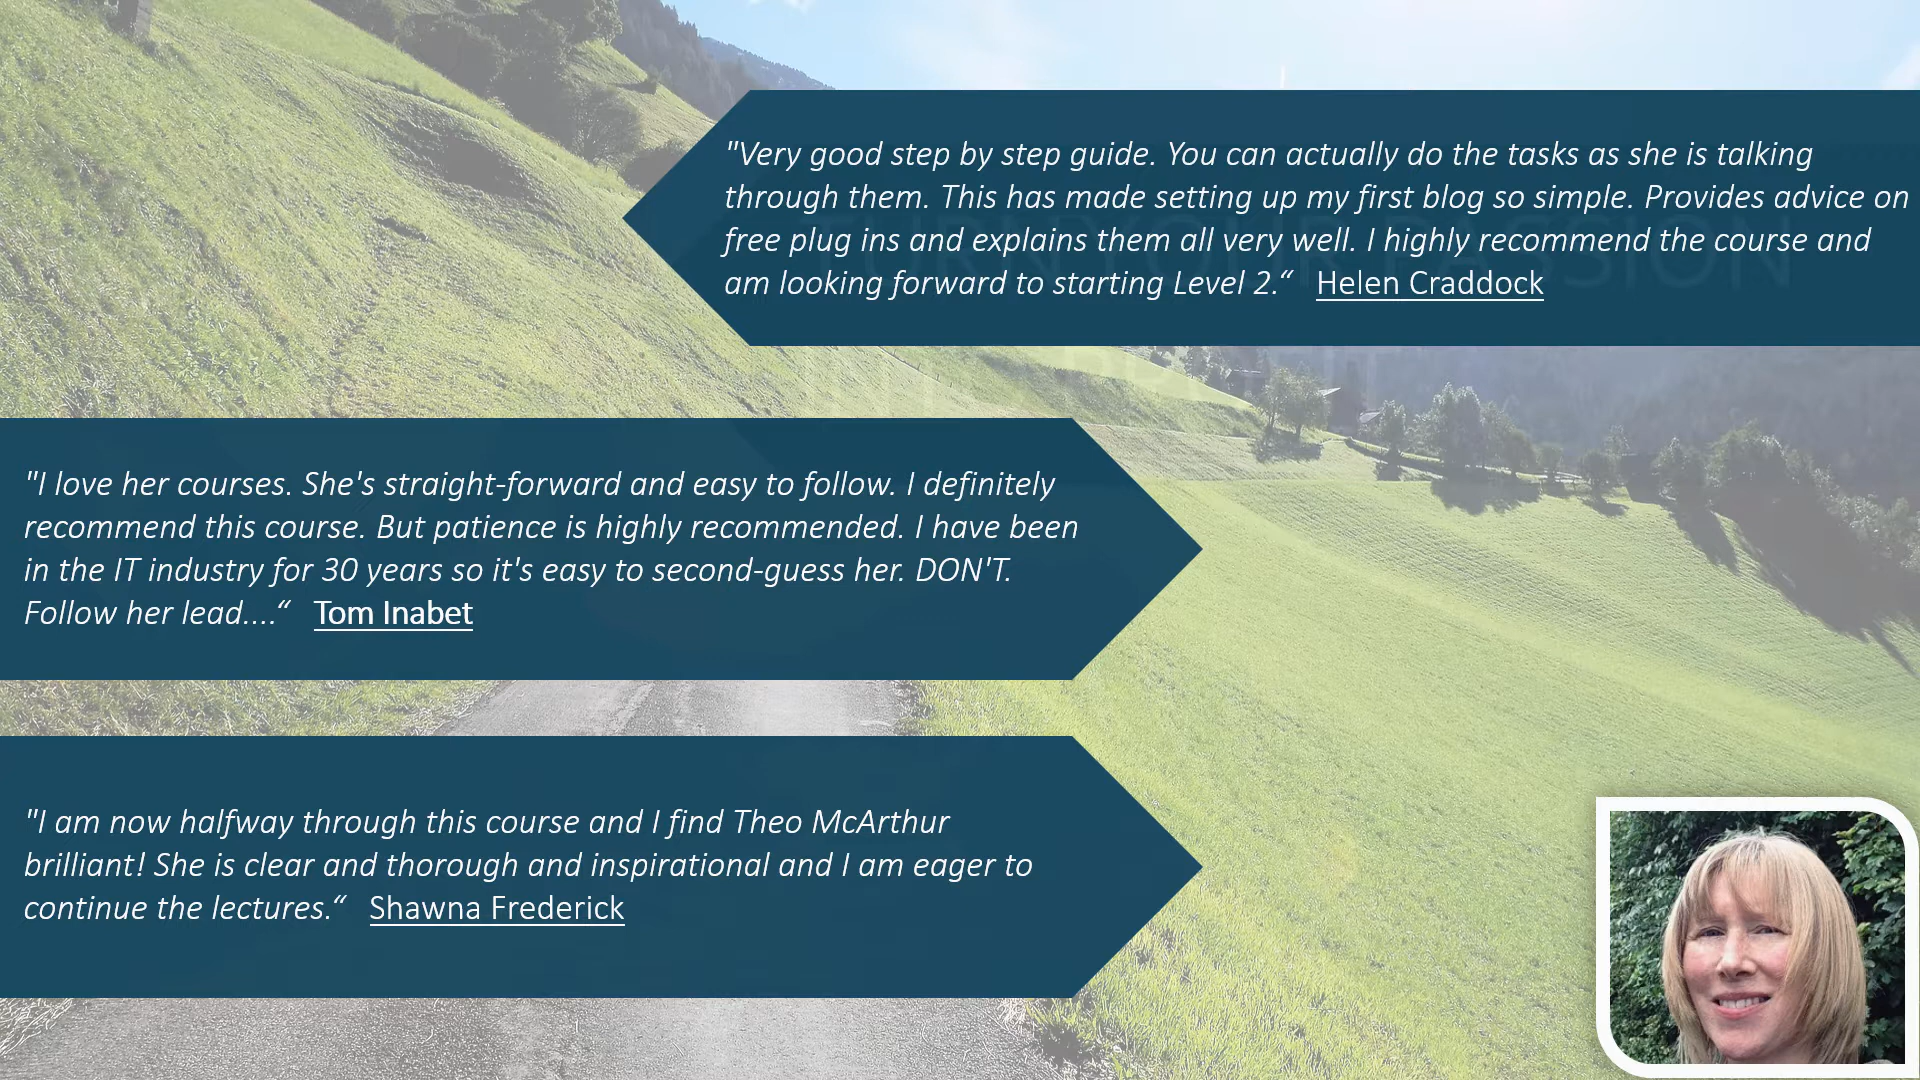 "Very good step by step guide. You can actually do the tasks as she is talking
through them. This has made setting up my first blog so simple. Provides advice on
free plug ins and explains them all very well. I highly recommend the course and
am looking forward to starting Level 2.“ Helen Craddock
"I love her courses. She's straight-forward and easy to follow. I definitely
recommend this course. But patience is highly recommended. I have been
in the IT industry for 30 years so it's easy to second-guess her. DON'T.
Follow her lead....“ Tom Inabet
"I am now halfway through this course and I find Theo McArthur
brilliant! She is clear and thorough and inspirational and I am eager to
continue the lectures.“ Shawna Frederick